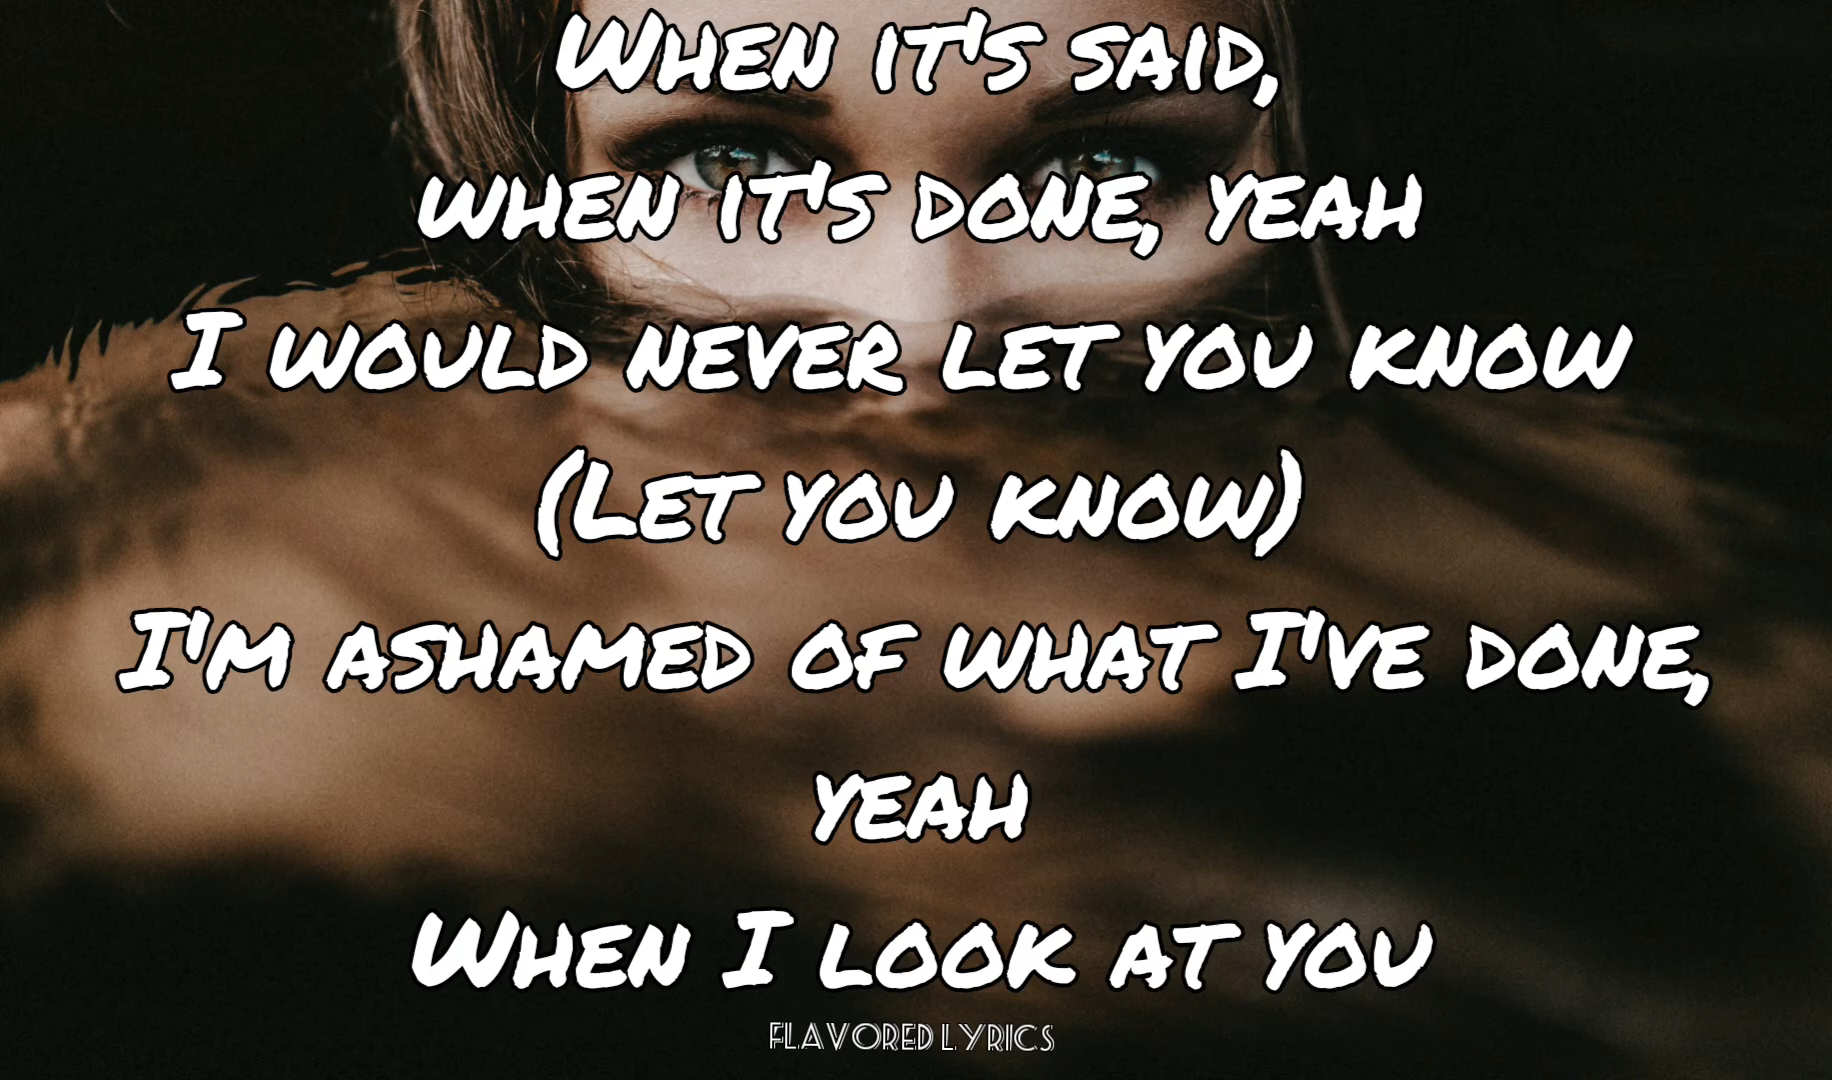 When it's said,
when it's done, yeah
I would never let you know
(Let you know)
I'm ashamed of what I've done,
yeah
When I look at you
FLAVORED LYRICS